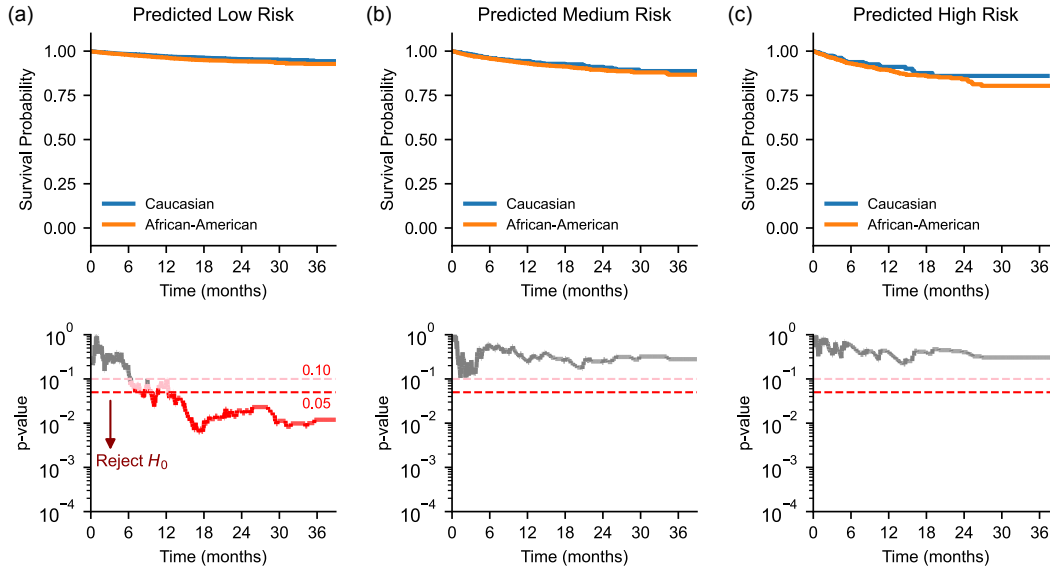 (a) Predicted Low Risk
Survival Probability
1.00
0.75
0.50
0.25
0.00
Caucasian
African-American
0 6 12 18 24 30 36
Time (months)
(b) Predicted Medium Risk
Survival Probability
1.00
0.75
0.50
0.25
0.00
Caucasian
African-American
0 6 12 18 24 30 36
Time (months)
(c) Predicted High Risk
Survival Probability
1.00
0.75
0.50
0.25
0.00
Caucasian
African-American
0 6 12 18 24 30 36
Time (months)
p-value
10⁰
10⁻¹
10⁻²
10⁻³
10⁻⁴
0.10
0.05
Reject H₀
0 6 12 18 24 30 36
Time (months)
p-value
10⁰
10⁻¹
10⁻²
10⁻³
10⁻⁴
0 6 12 18 24 30 36
Time (months)
p-value
10⁰
10⁻¹
10⁻²
10⁻³
10⁻⁴
0 6 12 18 24 30 36
Time (months)